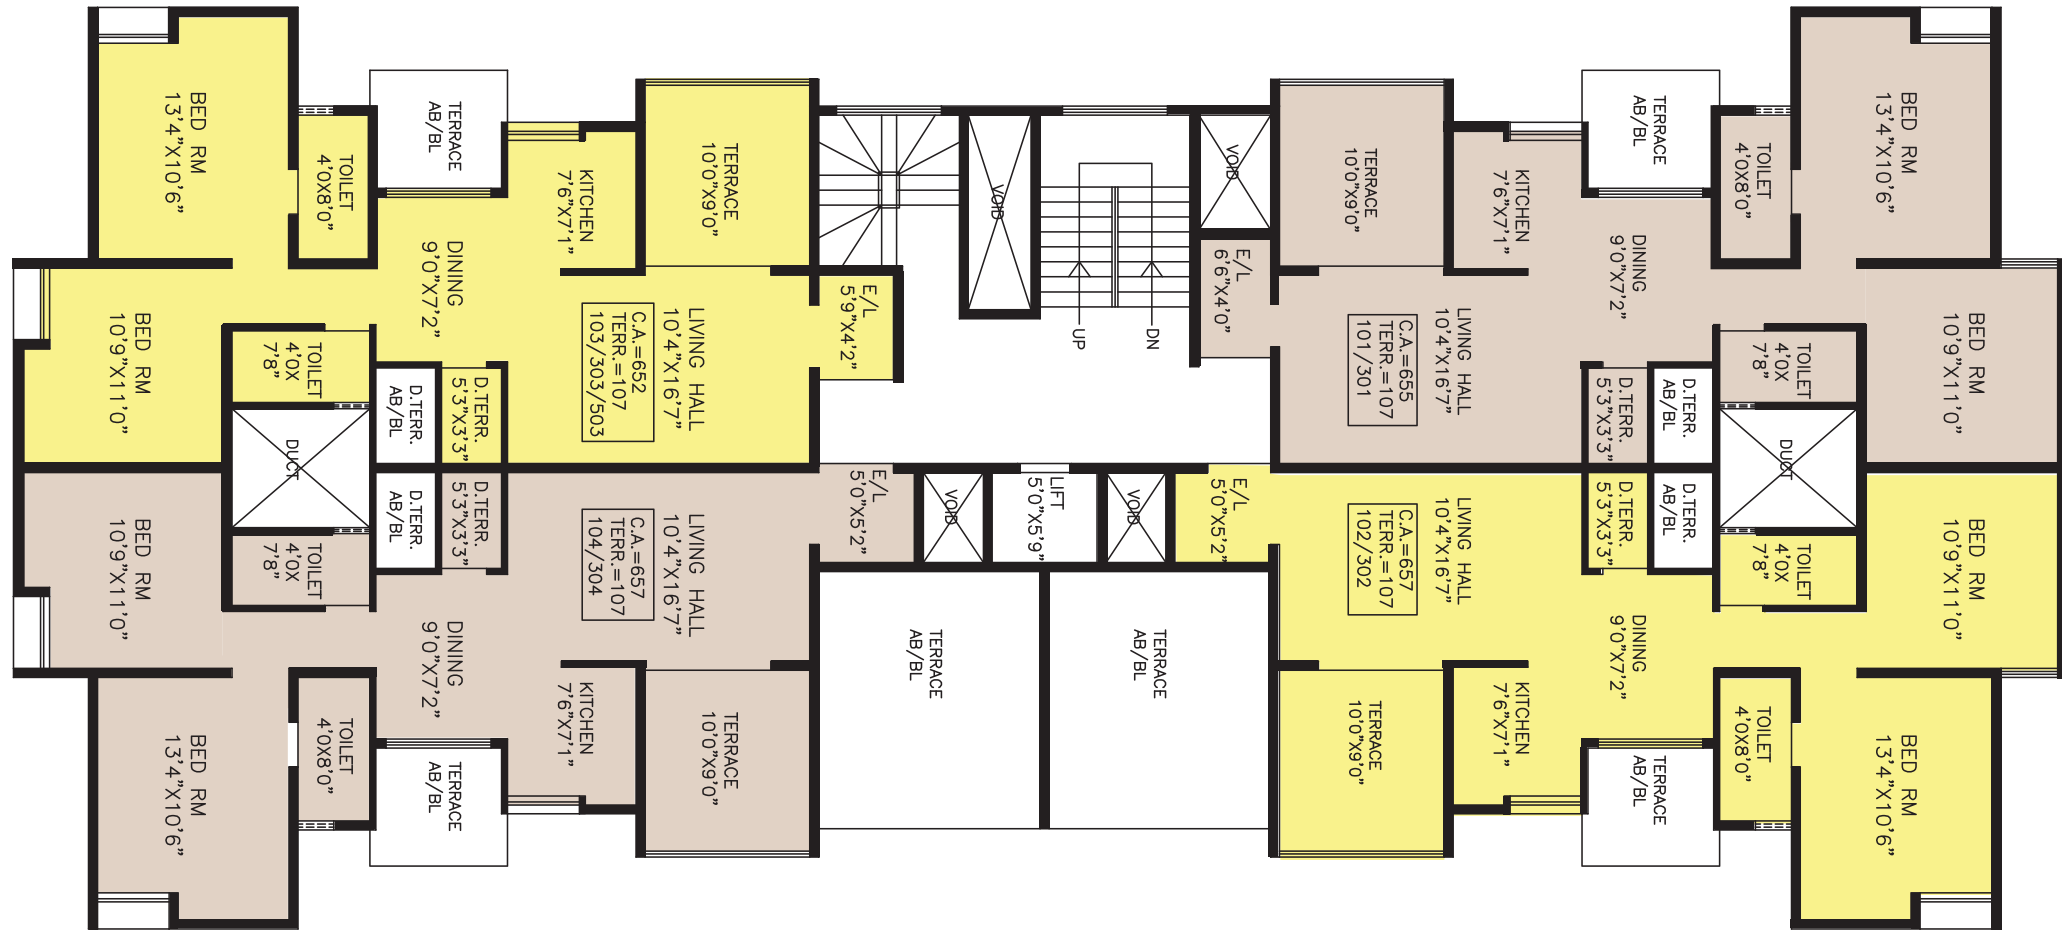 BED RM
13'4"X10'6"
TOILET
4'0X8'0"
TERRACE
AB/BL
KITCHEN
7'6"X7'1"
TERRACE
10'0"X9'0"
DINING
9'0"X7'2"
BED RM
10'9"X11'0"
TOILET
4'0X
7'8"
D.TERR.
AB/BL
D.TERR.
5'3"X3'3"
LIVING HALL
10'4"X16'7"
C.A.=652
TERR.=107
103/303/503
E/L
5'9"X4'2"
DUCT
VOID
UP
DN
VOID
E/L
6'6"X4'0"
TERRACE
10'0"X9'0"
KITCHEN
7'6"X7'1"
TERRACE
AB/BL
TOILET
4'0X8'0"
BED RM
13'4"X10'6"
DINING
9'0"X7'2"
LIVING HALL
10'4"X16'7"
C.A.=655
TERR.=107
101/301
D.TERR.
5'3"X3'3"
D.TERR.
AB/BL
TOILET
4'0X
7'8"
BED RM
10'9"X11'0"
DUCT
BED RM
10'9"X11'0"
TOILET
4'0X
7'8"
D.TERR.
AB/BL
D.TERR.
5'3"X3'3"
LIVING HALL
10'4"X16'7"
C.A.=657
TERR.=107
104/304
E/L
5'0"X5'2"
VOID
LIFT
5'0"X5'9"
VOID
E/L
5'0"X5'2"
DINING
9'0"X7'2"
KITCHEN
7'6"X7'1"
TERRACE
10'0"X9'0"
BED RM
13'4"X10'6"
TOILET
4'0X8'0"
TERRACE
AB/BL
TERRACE
AB/BL
TERRACE
AB/BL
LIVING HALL
10'4"X16'7"
C.A.=657
TERR.=107
102/302
D.TERR.
5'3"X3'3"
D.TERR.
AB/BL
TOILET
4'0X
7'8"
BED RM
10'9"X11'0"
DINING
9'0"X7'2"
TERRACE
10'0"X9'0"
KITCHEN
7'6"X7'1"
TERRACE
AB/BL
TOILET
4'0X8'0"
BED RM
13'4"X10'6"